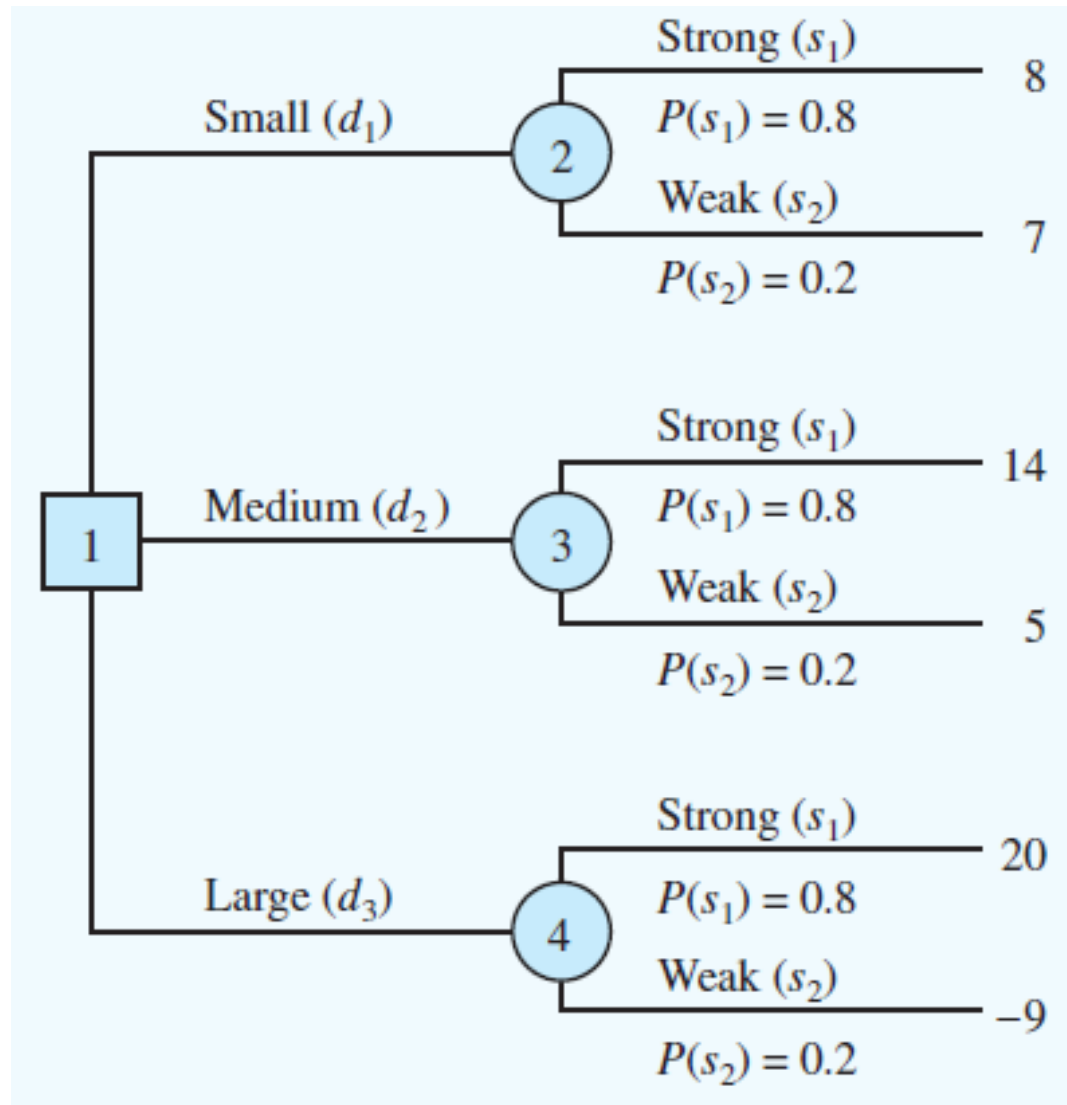 Strong (s₁)
8
Small (d₁)
P(s₁) = 0.8
2
Weak (s₂)
7
P(s₂) = 0.2
Strong (s₁)
14
Medium (d₂)
P(s₁) = 0.8
1
3
Weak (s₂)
5
P(s₂) = 0.2
Strong (s₁)
20
Large (d₃)
P(s₁) = 0.8
4
Weak (s₂)
–9
P(s₂) = 0.2